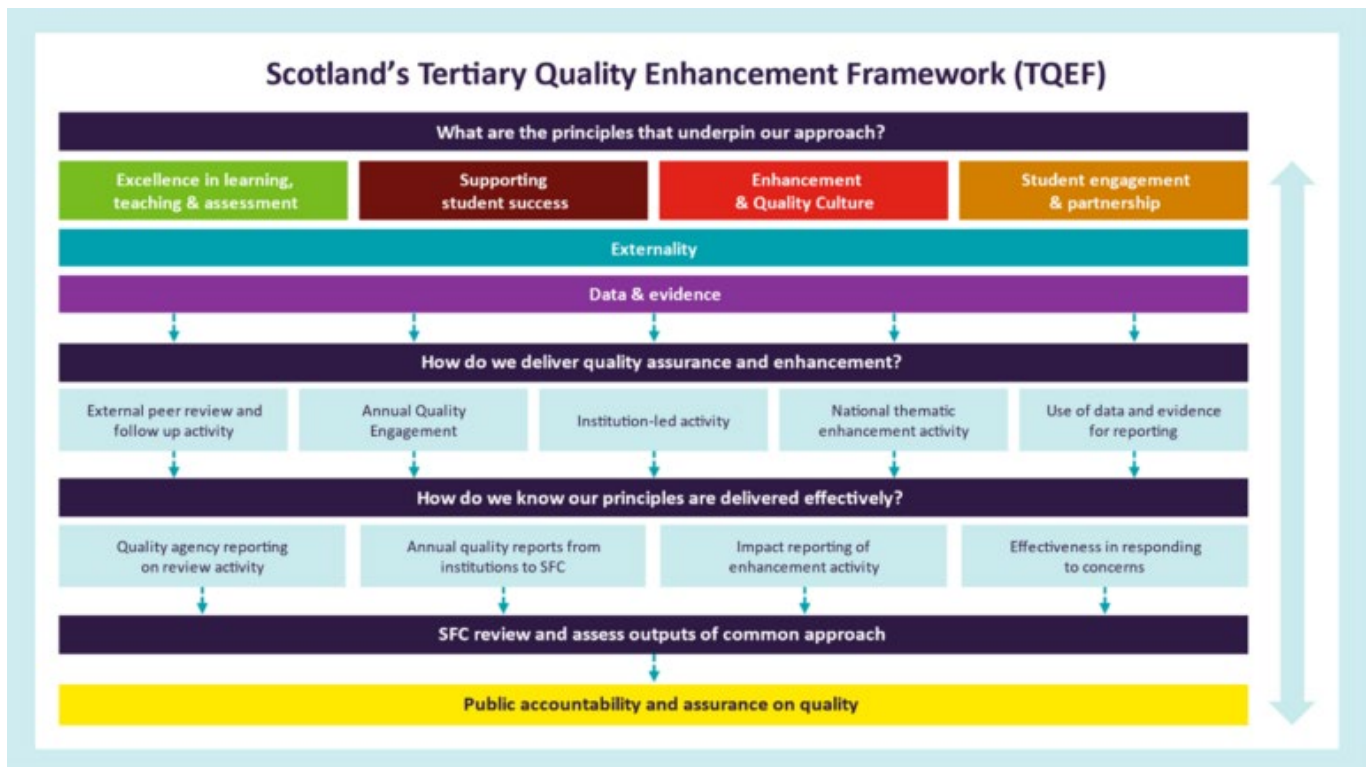 Scotland's Tertiary Quality Enhancement Framework (TQEF)
What are the principles that underpin our approach?
Excellence in learning,
teaching & assessment
Supporting
student success
Enhancement
& Quality Culture
Student engagement
& partnership
Externality
Data & evidence
How do we deliver quality assurance and enhancement?
External peer review and
follow up activity
Annual Quality
Engagement
Institution-led activity
National thematic
enhancement activity
Use of data and evidence
for reporting
How do we know our principles are delivered effectively?
Quality agency reporting
on review activity
Annual quality reports from
institutions to SFC
Impact reporting of
enhancement activity
Effectiveness in responding
to concerns
SFC review and assess outputs of common approach
Public accountability and assurance on quality